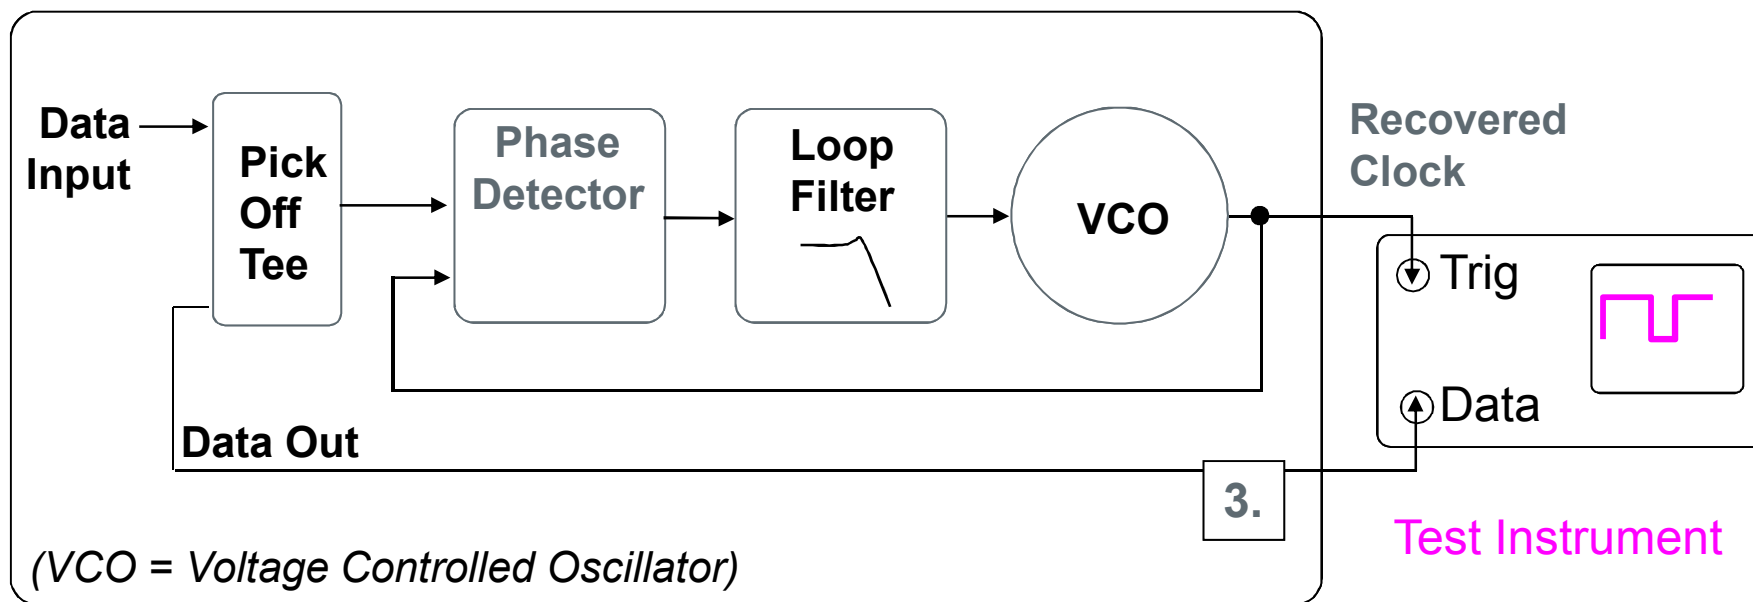 Data
Input
Pick
Off
Tee
Phase
Detector
Loop
Filter
VCO
Recovered
Clock
Trig
Data
Data Out
3.
Test Instrument
(VCO = Voltage Controlled Oscillator)